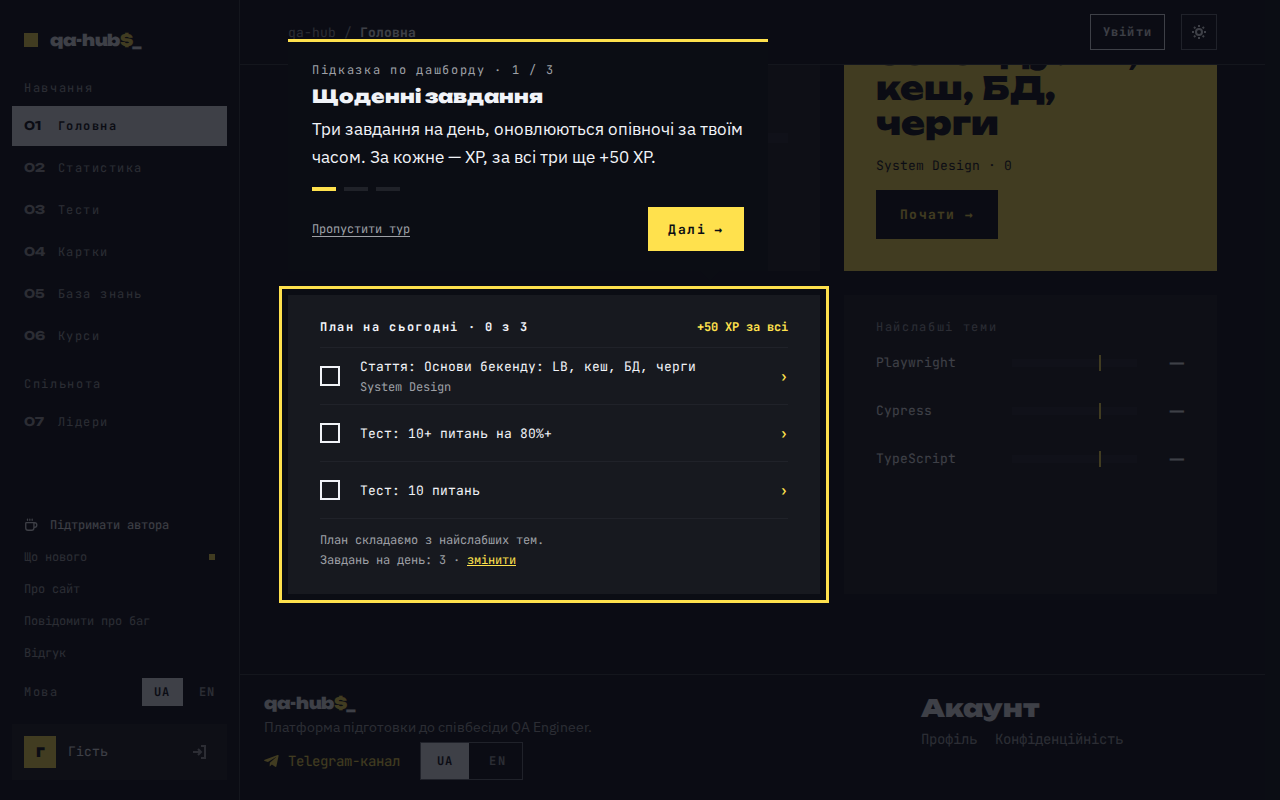 qa-hub$_
Навчання
01 Головна
02 Статистика
03 Тести
04 Картки
05 База знань
06 Курси
Спільнота
07 Лідери
Підтримати автора
Що нового
Про сайт
Повідомити про баг
Відгук
Мова UA EN
Г Гість
qa-hub / Головна
Увійти
Підказка по дашборду · 1 / 3
Щоденні завдання
Три завдання на день, оновлюються опівночі за твоїм
часом. За кожне — XP, за всі три ще +50 XP.
Пропустити тур
Далі →
кеш, БД,
черги
System Design · 0
Почати →
План на сьогодні · 0 з 3
+50 XP за всі
Стаття: Основи бекенду: LB, кеш, БД, черги
System Design
Тест: 10+ питань на 80%+
Тест: 10 питань
План складаємо з найслабших тем.
Завдань на день: 3 · змінити
Найслабші теми
Playwright —
Cypress —
TypeScript —
qa-hub$_
Платформа підготовки до співбесіди QA Engineer.
Telegram-канал UA EN
Акаунт
Профіль Конфіденційність